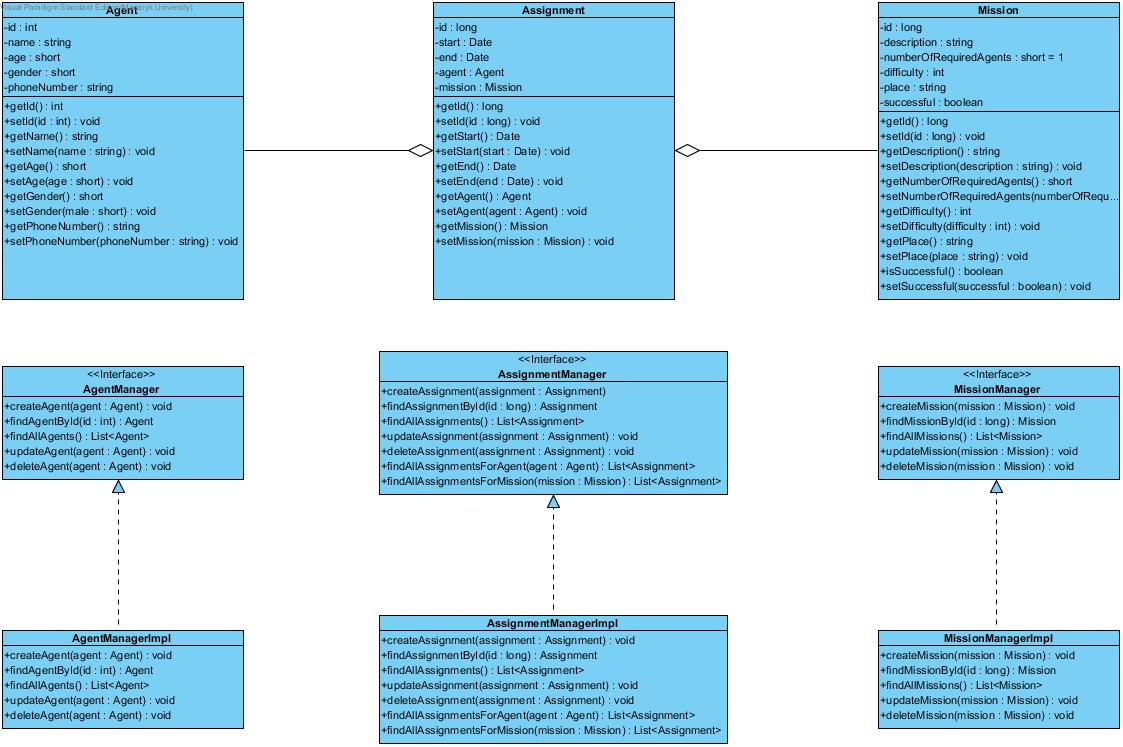 Visual Paradigm Standard Edition(Masaryk University)
Agent
-id : int
-name : string
-age : short
-gender : short
-phoneNumber : string
+getId() : int
+setId(id : int) : void
+getName() : string
+setName(name : string) : void
+getAge() : short
+setAge(age : short) : void
+getGender() : short
+setGender(male : short) : void
+getPhoneNumber() : string
+setPhoneNumber(phoneNumber : string) : void
Assignment
-id : long
-start : Date
-end : Date
-agent : Agent
-mission : Mission
+getId() : long
+setId(id : long) : void
+getStart() : Date
+setStart(start : Date) : void
+getEnd() : Date
+setEnd(end : Date) : void
+getAgent() : Agent
+setAgent(agent : Agent) : void
+getMission() : Mission
+setMission(mission : Mission) : void
Mission
-id : long
-description : string
-numberOfRequiredAgents : short = 1
-difficulty : int
-place : string
-successful : boolean
+getId() : long
+setId(id : long) : void
+getDescription() : string
+setDescription(description : string) : void
+getNumberOfRequiredAgents() : short
+setNumberOfRequiredAgents(numberOfRequ...
+getDifficulty() : int
+setDifficulty(difficulty : int) : void
+getPlace() : string
+setPlace(place : string) : void
+isSuccessful() : boolean
+setSuccessful(successful : boolean) : void
<<Interface>>
AgentManager
+createAgent(agent : Agent) : void
+findAgentById(id : int) : Agent
+findAllAgents() : List<Agent>
+updateAgent(agent : Agent) : void
+deleteAgent(agent : Agent) : void
<<Interface>>
AssignmentManager
+createAssignment(assignment : Assignment)
+findAssignmentById(id : long) : Assignment
+findAllAssignments() : List<Assignment>
+updateAssignment(assignment : Assignment) : void
+deleteAssignment(assignment : Assignment) : void
+findAllAssignmentsForAgent(agent : Agent) : List<Assignment>
+findAllAssignmentsForMission(mission : Mission) : List<Assignment>
<<Interface>>
MissionManager
+createMission(mission : Mission) : void
+findMissionById(id : long) : Mission
+findAllMissions() : List<Mission>
+updateMission(mission : Mission) : void
+deleteMission(mission : Mission) : void
AgentManagerImpl
+createAgent(agent : Agent) : void
+findAgentById(id : int) : Agent
+findAllAgents() : List<Agent>
+updateAgent(agent : Agent) : void
+deleteAgent(agent : Agent) : void
AssignmentManagerImpl
+createAssignment(assignment : Assignment) : void
+findAssignmentById(id : long) : Assignment
+findAllAssignments() : List<Assignment>
+updateAssignment(assignment : Assignment) : void
+deleteAssignment(assignment : Assignment) : void
+findAllAssignmentsForAgent(agent : Agent) : List<Assignment>
+findAllAssignmentsForMission(mission : Mission) : List<Assignment>
MissionManagerImpl
+createMission(mission : Mission) : void
+findMissionById(id : long) : Mission
+findAllMissions() : List<Mission>
+updateMission(mission : Mission) : void
+deleteMission(mission : Mission) : void